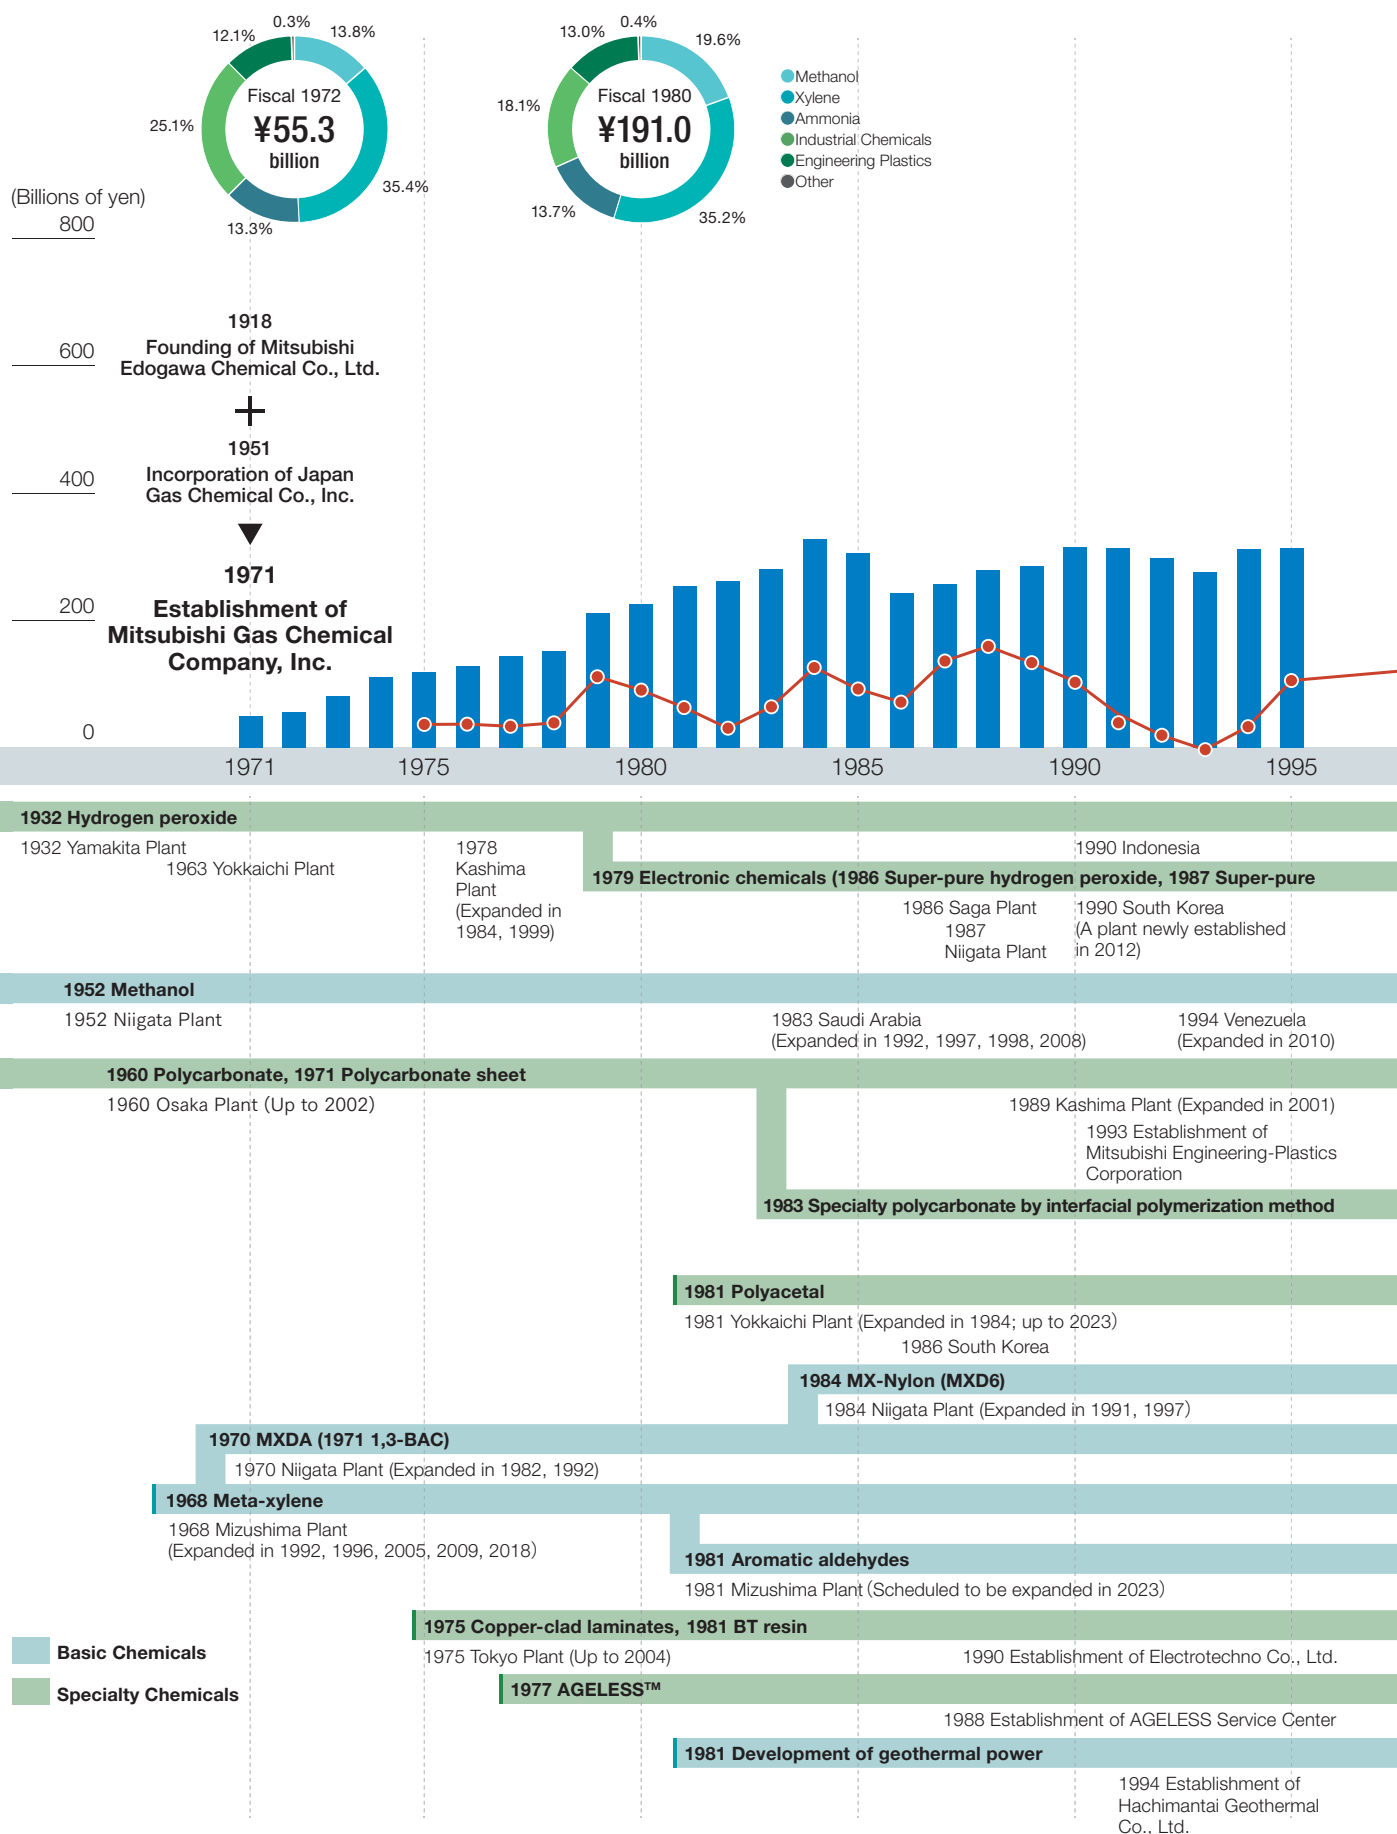 12.1%
0.3%
13.8%
25.1%
Fiscal 1972
¥55.3
billion
35.4%
13.3%
13.0%
0.4%
19.6%
18.1%
Fiscal 1980
¥191.0
billion
13.7%
35.2%
Methanol
Xylene
Ammonia
Industrial Chemicals
Engineering Plastics
Other
(Billions of yen)
800
600
400
200
0
1918
Founding of Mitsubishi
Edogawa Chemical Co., Ltd.
+
1951
Incorporation of Japan
Gas Chemical Co., Inc.
1971
Establishment of
Mitsubishi Gas Chemical
Company, Inc.
1971
1975
1980
1985
1990
1995
1932 Hydrogen peroxide
1932 Yamakita Plant
1963 Yokkaichi Plant
1978
Kashima
Plant
(Expanded in
1984, 1999)
1990 Indonesia
1979 Electronic chemicals (1986 Super-pure hydrogen peroxide, 1987 Super-pure
1986 Saga Plant
1987
Niigata Plant
1990 South Korea
(A plant newly established
in 2012)
1952 Methanol
1952 Niigata Plant
1983 Saudi Arabia
(Expanded in 1992, 1997, 1998, 2008)
1994 Venezuela
(Expanded in 2010)
1960 Polycarbonate, 1971 Polycarbonate sheet
1960 Osaka Plant (Up to 2002)
1989 Kashima Plant (Expanded in 2001)
1993 Establishment of
Mitsubishi Engineering-Plastics
Corporation
1983 Specialty polycarbonate by interfacial polymerization method
1981 Polyacetal
1981 Yokkaichi Plant (Expanded in 1984; up to 2023)
1986 South Korea
1984 MX-Nylon (MXD6)
1984 Niigata Plant (Expanded in 1991, 1997)
1970 MXDA (1971 1,3-BAC)
1970 Niigata Plant (Expanded in 1982, 1992)
1968 Meta-xylene
1968 Mizushima Plant
(Expanded in 1992, 1996, 2005, 2009, 2018)
1981 Aromatic aldehydes
1981 Mizushima Plant (Scheduled to be expanded in 2023)
1975 Copper-clad laminates, 1981 BT resin
1975 Tokyo Plant (Up to 2004)
1990 Establishment of Electrotechno Co., Ltd.
Basic Chemicals
Specialty Chemicals
1977 AGELESS™
1988 Establishment of AGELESS Service Center
1981 Development of geothermal power
1994 Establishment of
Hachimantai Geothermal
Co., Ltd.